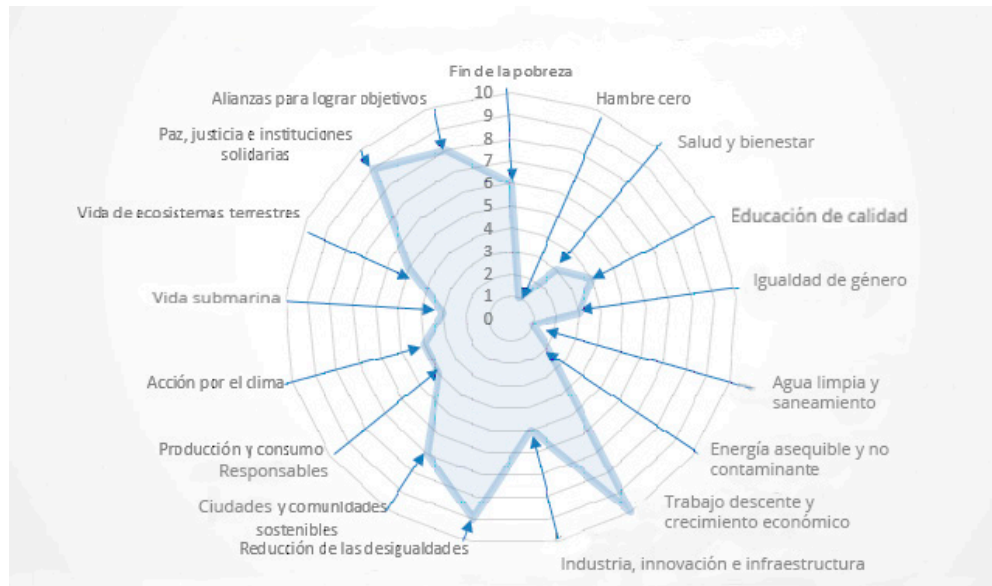 Fin de la pobreza
Hambre cero
Salud y bienestar
Educación de calidad
Igualdad de género
Agua limpia y
saneamiento
Energía asequible y no
contaminante
Trabajo descente y
crecimiento económico
Industria, innovación e infraestructura
Reducción de las desigualdades
Ciudades y comunidades
sostenibles
Producción y consumo
Responsables
Acción por el clima
Vida submarina
Vida de ecosistemas terrestres
Paz, justicia e instituciones
solidarias
Alianzas para lograr objetivos
10
9
8
7
6
5
4
3
2
1
0